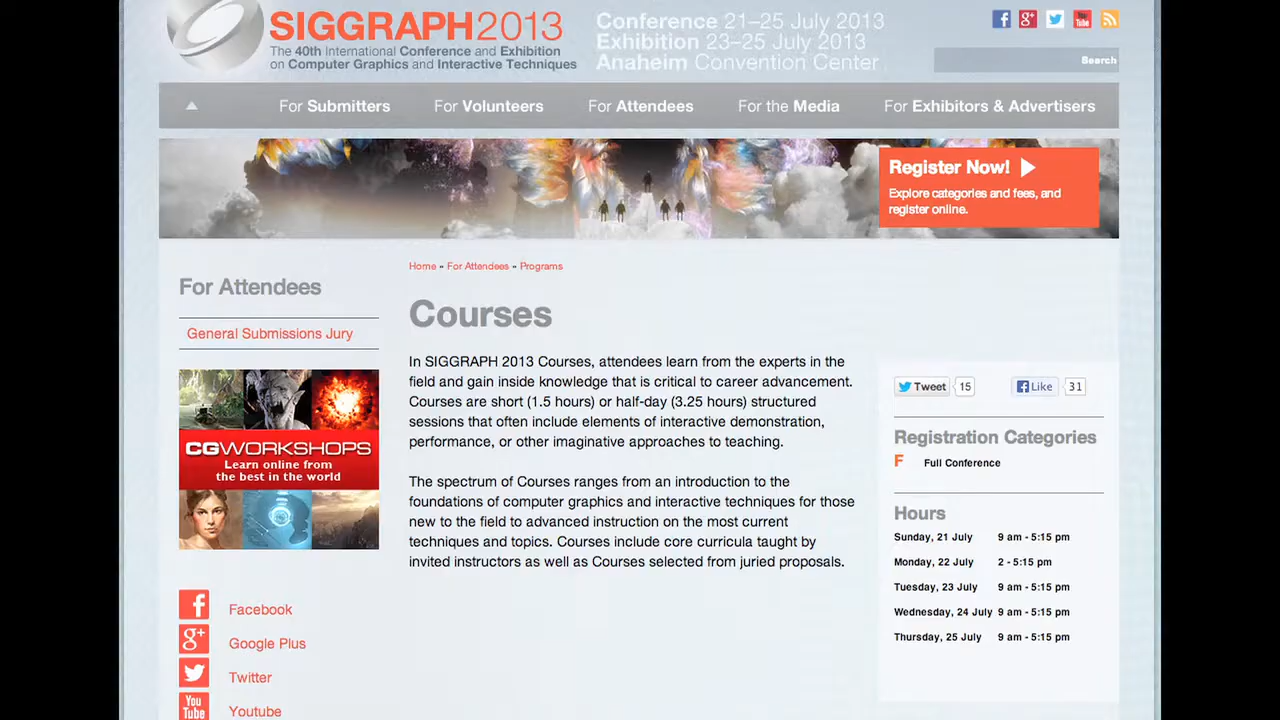 SIGGRAPH2013
The 40th International Conference and Exhibition
on Computer Graphics and Interactive Techniques
Conference 21–25 July 2013
Exhibition 23–25 July 2013
Anaheim Convention Center
Search
For Submitters
For Volunteers
For Attendees
For the Media
For Exhibitors & Advertisers
Register Now!
Explore categories and fees, and
register online.
Home » For Attendees » Programs
For Attendees
General Submissions Jury
CGWORKSHOPS
Learn online from
the best in the world
Facebook
Google Plus
Twitter
You
Tube
Youtube
Courses
In SIGGRAPH 2013 Courses, attendees learn from the experts in the
field and gain inside knowledge that is critical to career advancement.
Courses are short (1.5 hours) or half-day (3.25 hours) structured
sessions that often include elements of interactive demonstration,
performance, or other imaginative approaches to teaching.
The spectrum of Courses ranges from an introduction to the
foundations of computer graphics and interactive techniques for those
new to the field to advanced instruction on the most current
techniques and topics. Courses include core curricula taught by
invited instructors as well as Courses selected from juried proposals.
Tweet 15
Like 31
Registration Categories
F Full Conference
Hours
Sunday, 21 July 9 am - 5:15 pm
Monday, 22 July 2 - 5:15 pm
Tuesday, 23 July 9 am - 5:15 pm
Wednesday, 24 July 9 am - 5:15 pm
Thursday, 25 July 9 am - 5:15 pm